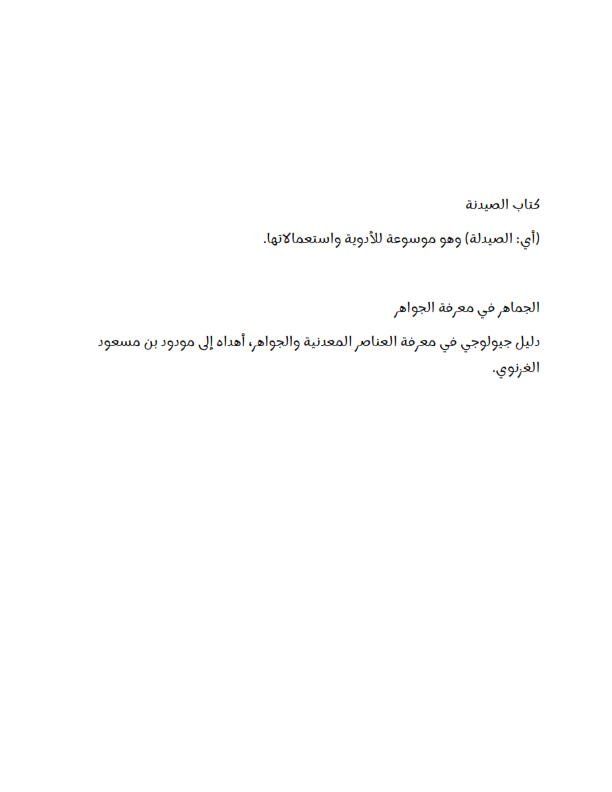 كتاب الصيدنة
(أي: الصيدلة) وهو موسوعة للأدوية واستعمالاتها.
الجماهر في معرفة الجواهر
دليل جيولوجي في معرفة العناصر المعدنية والجواهر، أهداه إلى مودود بن مسعود
الغزنوي.